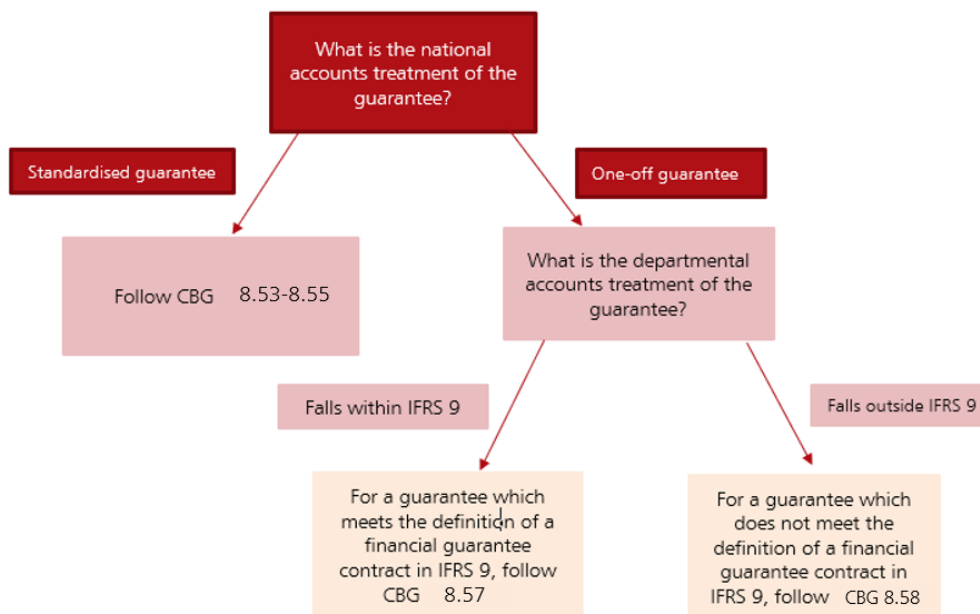 What is the national
accounts treatment of the
guarantee?
Standardised guarantee
One-off guarantee
Follow CBG 8.53-8.55
What is the departmental
accounts treatment of the
guarantee?
Falls within IFRS 9
Falls outside IFRS 9
For a guarantee which
meets the definition of a
financial guarantee
contract in IFRS 9, follow
CBG 8.57
For a guarantee which
does not meet the
definition of a financial
guarantee contract in
IFRS 9, follow CBG 8.58